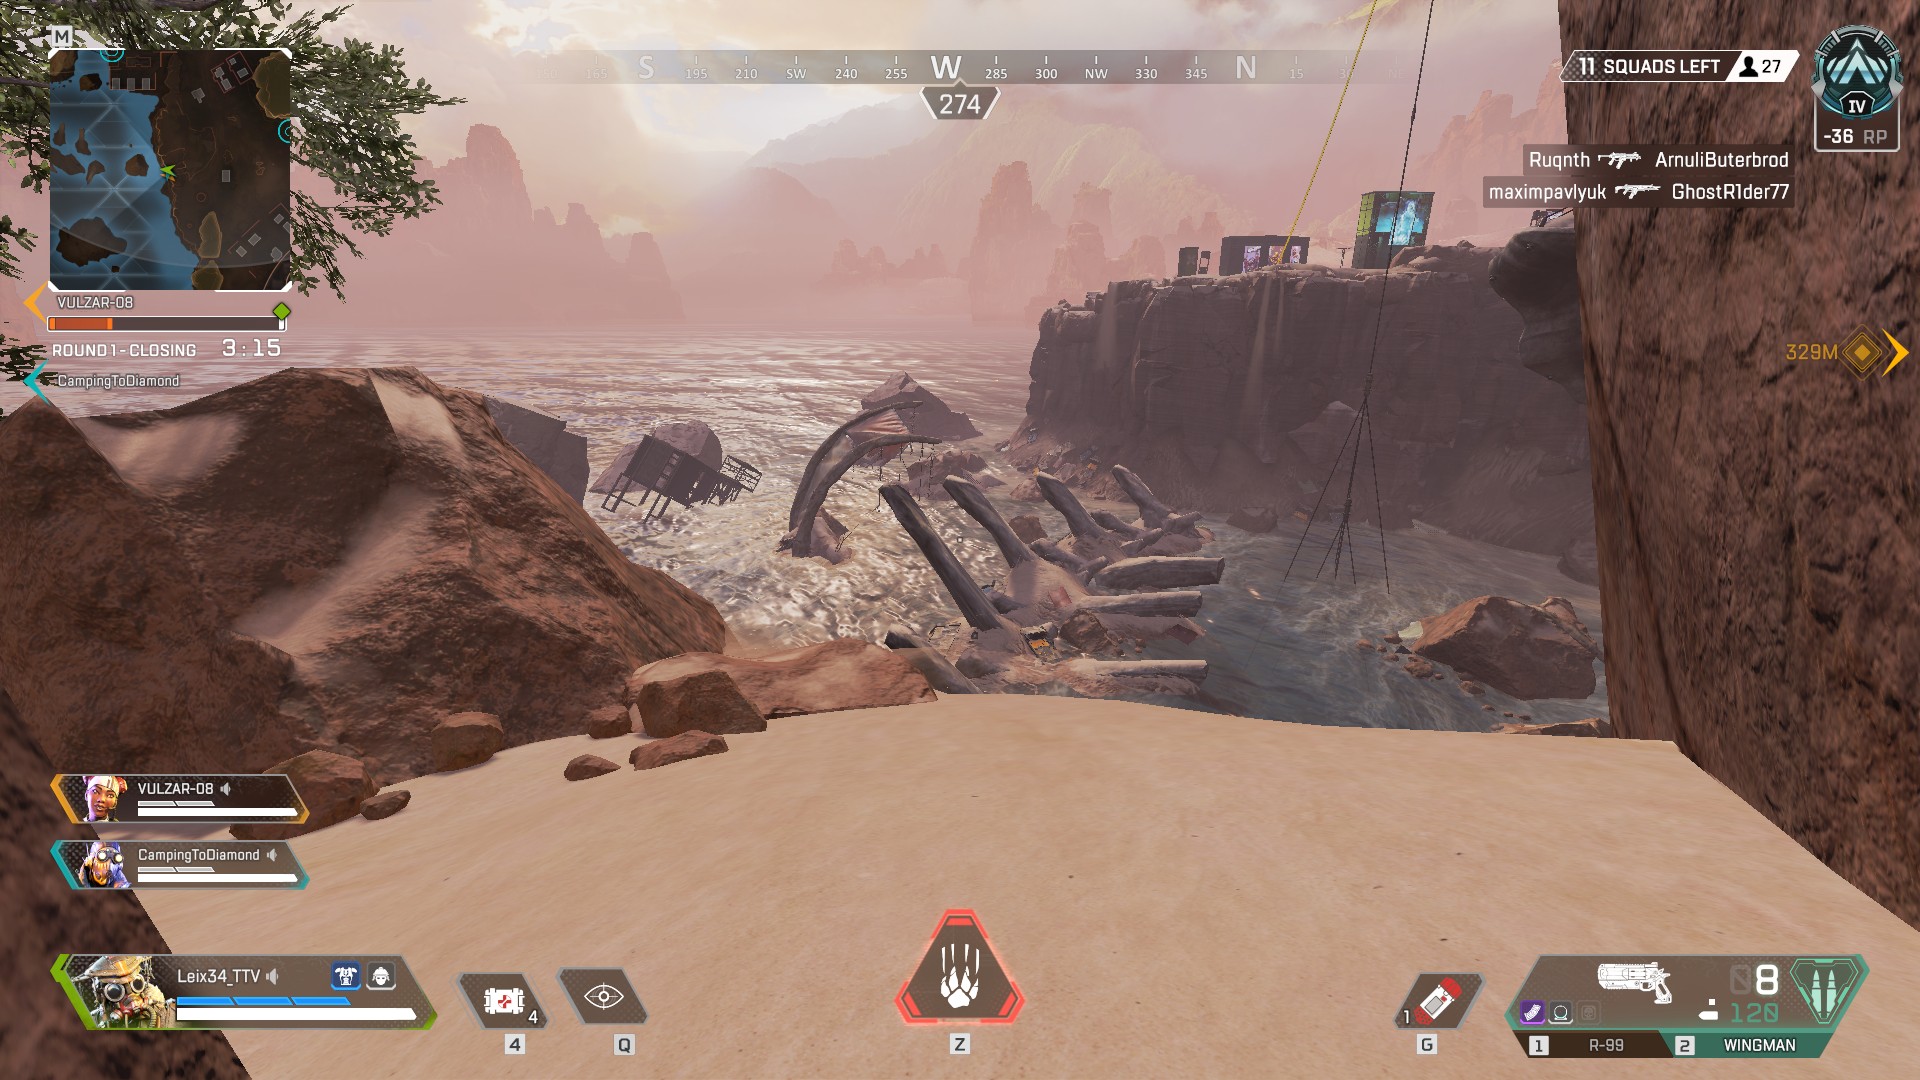 M
S 195 210 SW 240 255 W 285 300 NW 330 345 N 15
274
11 SQUADS LEFT 27
IV
-36 RP
Ruqnth ArnuliButerbrod
maximpavlyuk GhostR1der77
VULZAR-08
ROUND 1 - CLOSING 3:15
CampingToDiamond
329M
VULZAR-08
CampingToDiamond
Leix34_TTV
4
4
Q
Z
1
G
08
120
1 R-99 2 WINGMAN